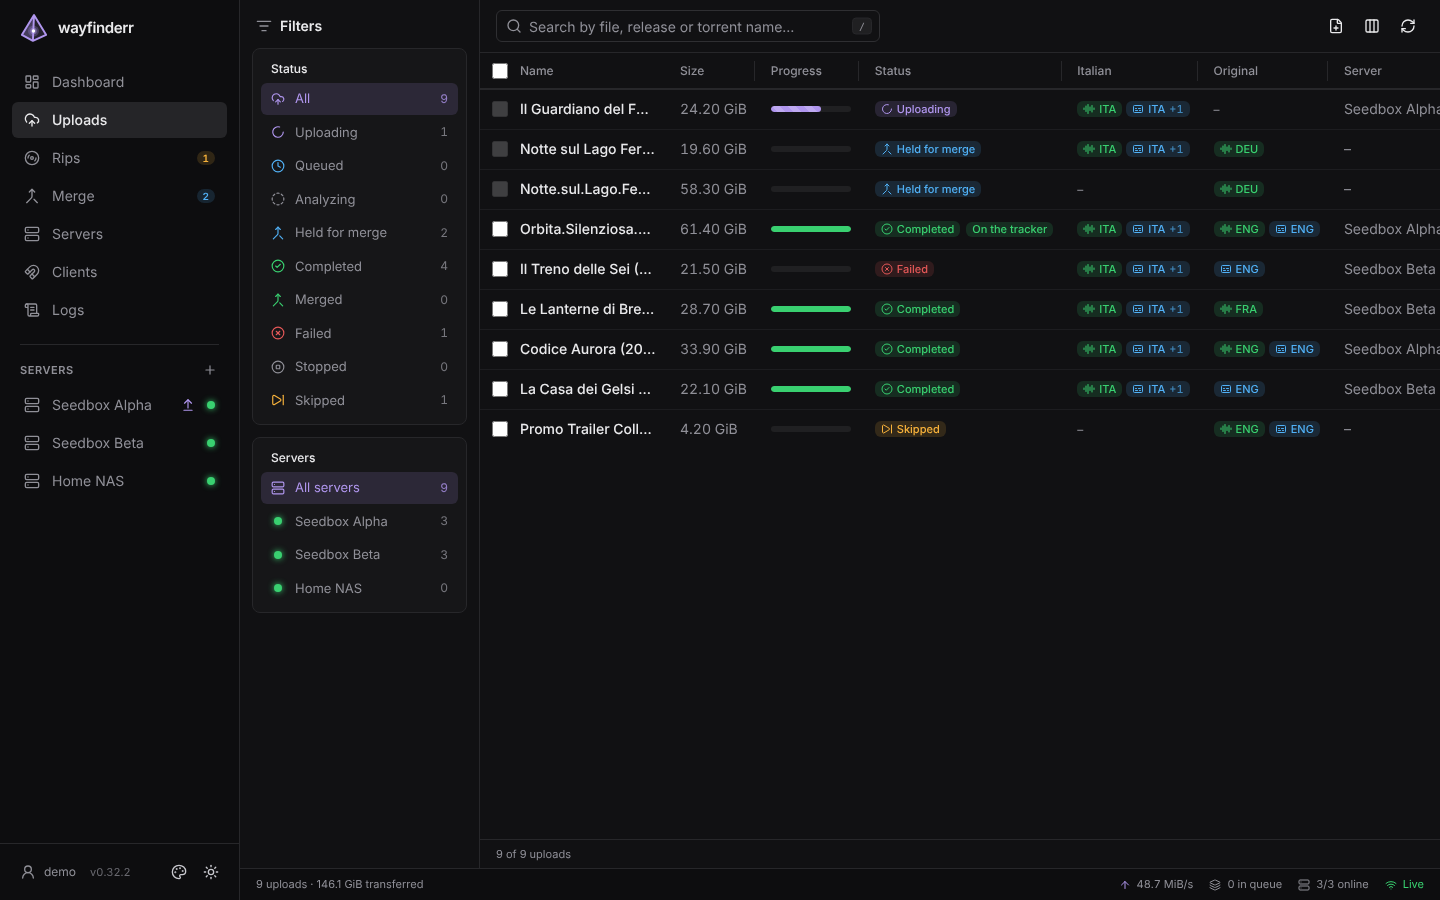 wayfinderr
Dashboard
Uploads
Rips 1
Merge 2
Servers
Clients
Logs
SERVERS
Seedbox Alpha
Seedbox Beta
Home NAS
demo v0.32.2
Filters
Status
All 9
Uploading 1
Queued 0
Analyzing 0
Held for merge 2
Completed 4
Merged 0
Failed 1
Stopped 0
Skipped 1
Servers
All servers 9
Seedbox Alpha 3
Seedbox Beta 3
Home NAS 0
Search by file, release or torrent name... /
Name Size Progress Status Italian Original Server
Il Guardiano del F... 24.20 GiB Uploading ITA ITA +1 – Seedbox Alpha
Notte sul Lago Fer... 19.60 GiB Held for merge ITA ITA +1 DEU –
Notte.sul.Lago.Fe... 58.30 GiB Held for merge – DEU –
Orbita.Silenziosa.... 61.40 GiB Completed On the tracker ITA ITA +1 ENG ENG Seedbox Alpha
Il Treno delle Sei (... 21.50 GiB Failed ITA ITA +1 ENG Seedbox Beta
Le Lanterne di Bre... 28.70 GiB Completed ITA ITA +1 FRA Seedbox Beta
Codice Aurora (20... 33.90 GiB Completed ITA ITA +1 ENG ENG Seedbox Alpha
La Casa dei Gelsi ... 22.10 GiB Completed ITA ITA +1 ENG Seedbox Beta
Promo Trailer Coll... 4.20 GiB Skipped – ENG ENG –
9 of 9 uploads
9 uploads · 146.1 GiB transferred 48.7 MiB/s 0 in queue 3/3 online Live